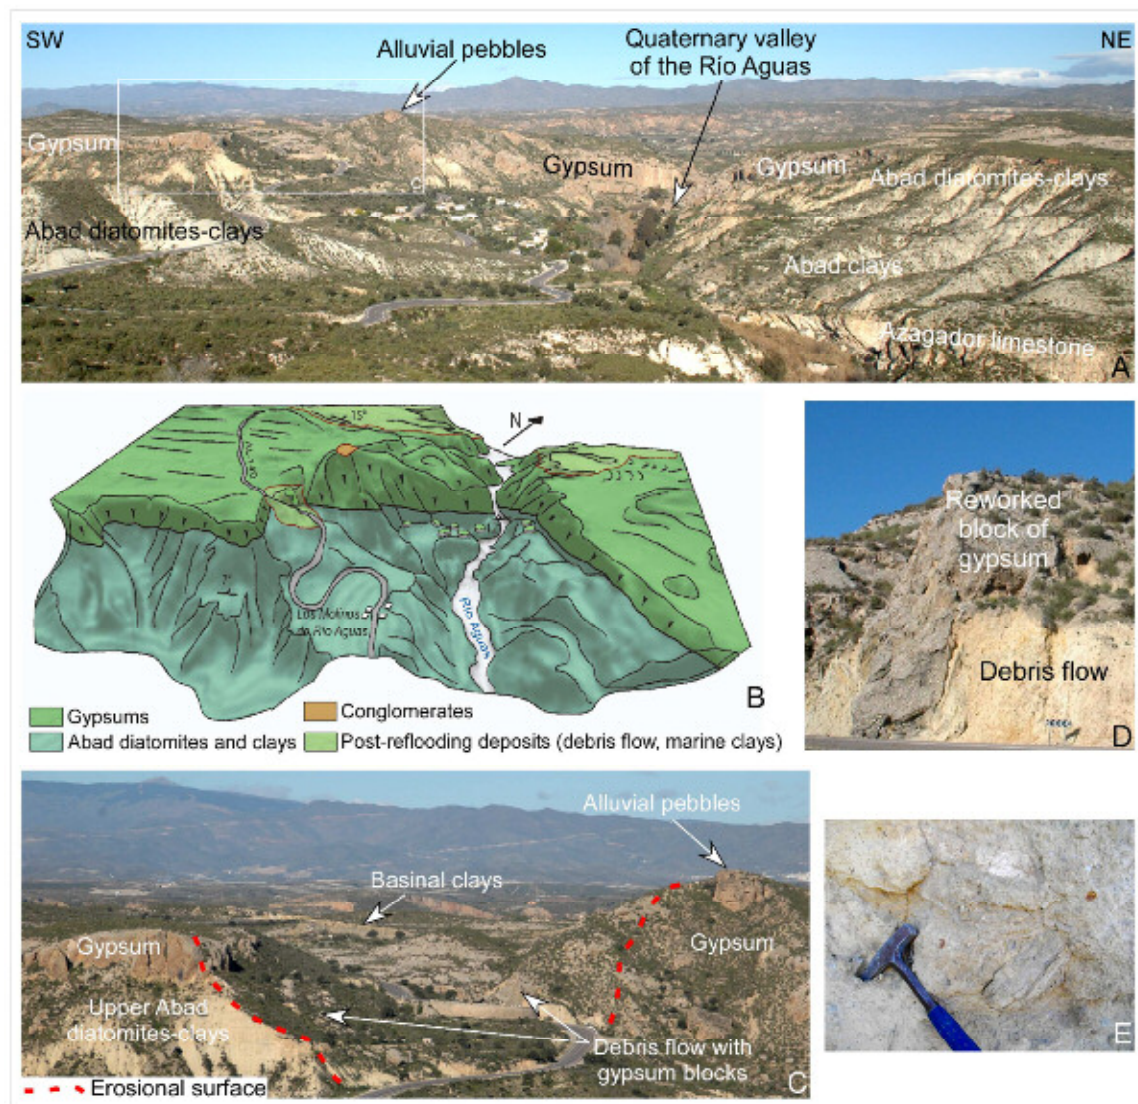 SW
NE
Alluvial pebbles
Quaternary valley
of the Río Aguas
Gypsum
Gypsum
Gypsum
Abad diatomites-clays
Abad diatomites-clays
Abad clays
Azagador limestone
C
A
N
15°
Los Molinos
de Río Aguas
Río Aguas
B
Gypsums
Conglomerates
Abad diatomites and clays
Post-reflooding deposits (debris flow, marine clays)
Reworked
block of
gypsum
Debris flow
D
Alluvial pebbles
Basinal clays
Gypsum
Gypsum
Upper Abad
diatomites-clays
Debris flow with
gypsum blocks
C
Erosional surface
E